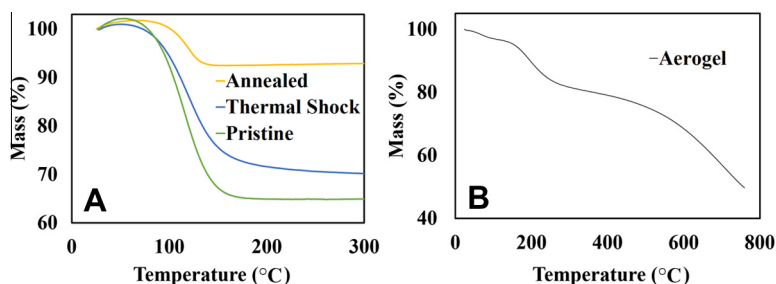 100
90
80
70
60
Mass (%)
Annealed
Thermal Shock
Pristine
A
0
100
200
300
Temperature (°C)
100
80
60
40
Mass (%)
Aerogel
B
0
200
400
600
800
Temperature (°C)